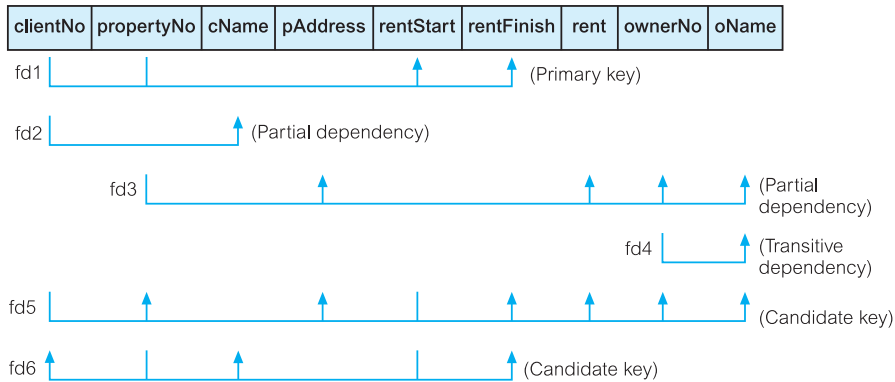 clientNo propertyNo cName pAddress rentStart rentFinish rent ownerNo oName
fd1 (Primary key)
fd2 (Partial dependency)
fd3 (Partial
dependency)
fd4 (Transitive
dependency)
fd5 (Candidate key)
fd6 (Candidate key)